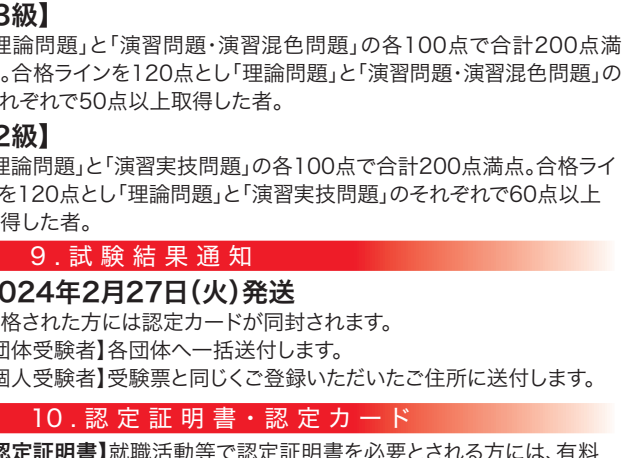 3級】
理論問題」と「演習問題・演習混色問題」の各100点で合計200点満
。合格ラインを120点とし「理論問題」と「演習問題・演習混色問題」の
れぞれで50点以上取得した者。
2級】
理論問題」と「演習実技問題」の各100点で合計200点満点。合格ライ
を120点とし「理論問題」と「演習実技問題」のそれぞれで60点以上
得した者。
9.試験結果通知
024年2月27日(火)発送
格された方には認定カードが同封されます。
団体受験者】各団体へ一括送付します。
個人受験者】受験票と同じくご登録いただいたご住所に送付します。
10.認定証明書・認定カード
認定証明書】就職活動等で認定証明書を必要とされる方には、有料